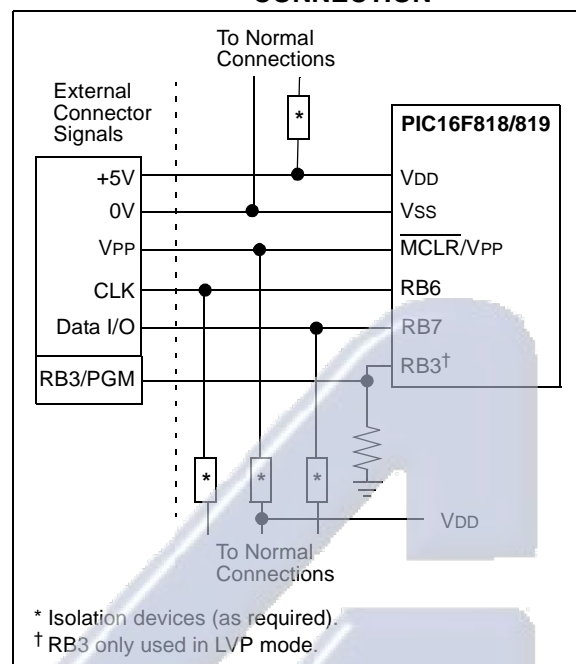 CONNECTION
To Normal
Connections
External
Connector
Signals
*
PIC16F818/819
+5V
VDD
0V
VSS
VPP
MCLR/VPP
CLK
RB6
Data I/O
RB7
RB3/PGM
RB3†
* * *
VDD
To Normal
Connections
* Isolation devices (as required).
† RB3 only used in LVP mode.